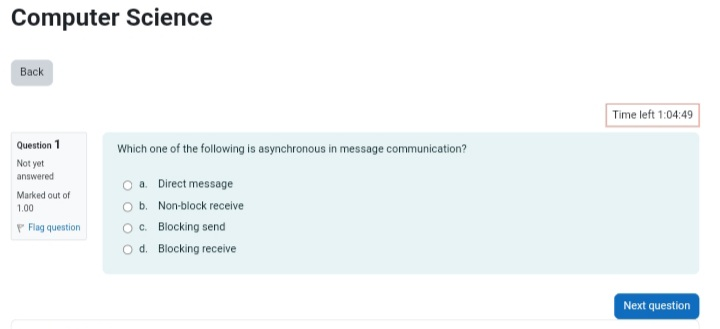 Computer Science
Back
Time left 1:04:49
Question 1
Not yet
answered
Marked out of
1.00
Flag question
Which one of the following is asynchronous in message communication?
a. Direct message
b. Non-block receive
c. Blocking send
d. Blocking receive
Next question